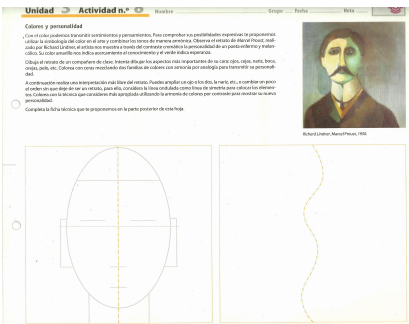 Unidad 3 Actividad n.º 6 Nombre Grupo Fecha Nota
Colores y personalidad
¿Con el color podemos transmitir sentimientos y pensamientos. Para comprobar sus posibilidades expresivas te proponemos
utilizar la simbología del color en el arte y combinar los tonos de manera armónica. Observa el retrato de Marcel Proust, reali-
zado por Richard Lindner, el artista nos muestra a través del contraste cromático la personalidad de un poeta enfermo y melan-
cólico. Su color amarillo nos indica acercamiento al conocimiento y el verde indica esperanza.
Dibuja el retrato de un compañero de clase. Intenta dibujar los aspectos más importantes de su cara: ojos, cejas, nariz, boca,
orejas, pelo, etc. Colorea con ceras mezclando dos familias de colores con armonía por analogía para transmitir su personali-
dad.
A continuación realiza una interpretación más libre del retrato. Puedes ampliar un ojo o los dos, la nariz, etc., o cambiar un poco
el orden sin que deje de ser un retrato, para ello, considera la línea ondulada como línea de simetría para colocar los elemen-
tos. Colorea con la técnica que consideres más apropiada utilizando la armonía de colores por contraste para mostrar su nueva
personalidad.
Completa la ficha técnica que te proponemos en la parte posterior de esta hoja.
Richard Lindner, Marcel Proust, 1950.